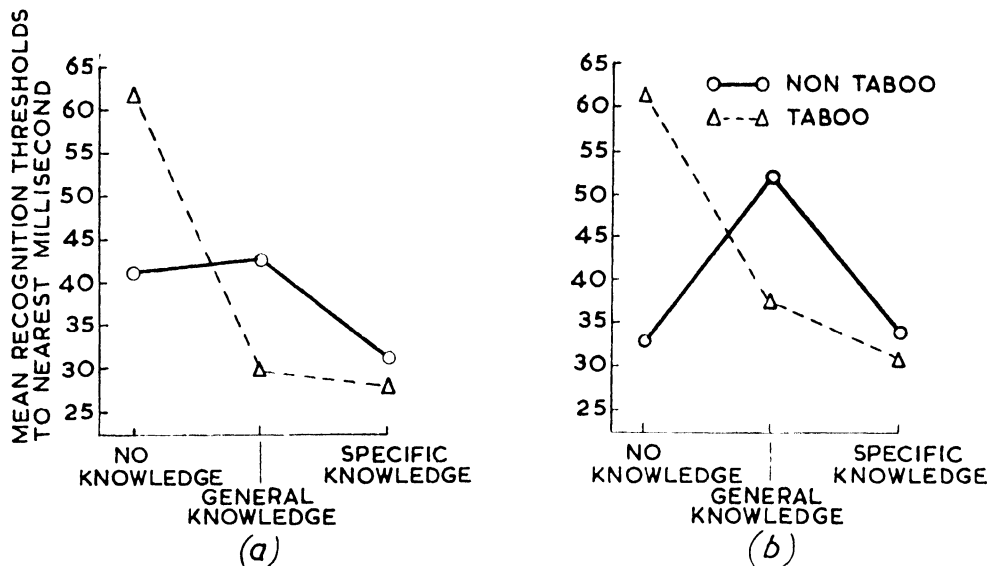 MEAN RECOGNITION THRESHOLDS
TO NEAREST MILLISECOND
65
60
55
50
45
40
35
30
25
NO
KNOWLEDGE
GENERAL
KNOWLEDGE
SPECIFIC
KNOWLEDGE
(a)
65
60
55
50
45
40
35
30
25
NON TABOO
TABOO
NO
KNOWLEDGE
GENERAL
KNOWLEDGE
SPECIFIC
KNOWLEDGE
(b)